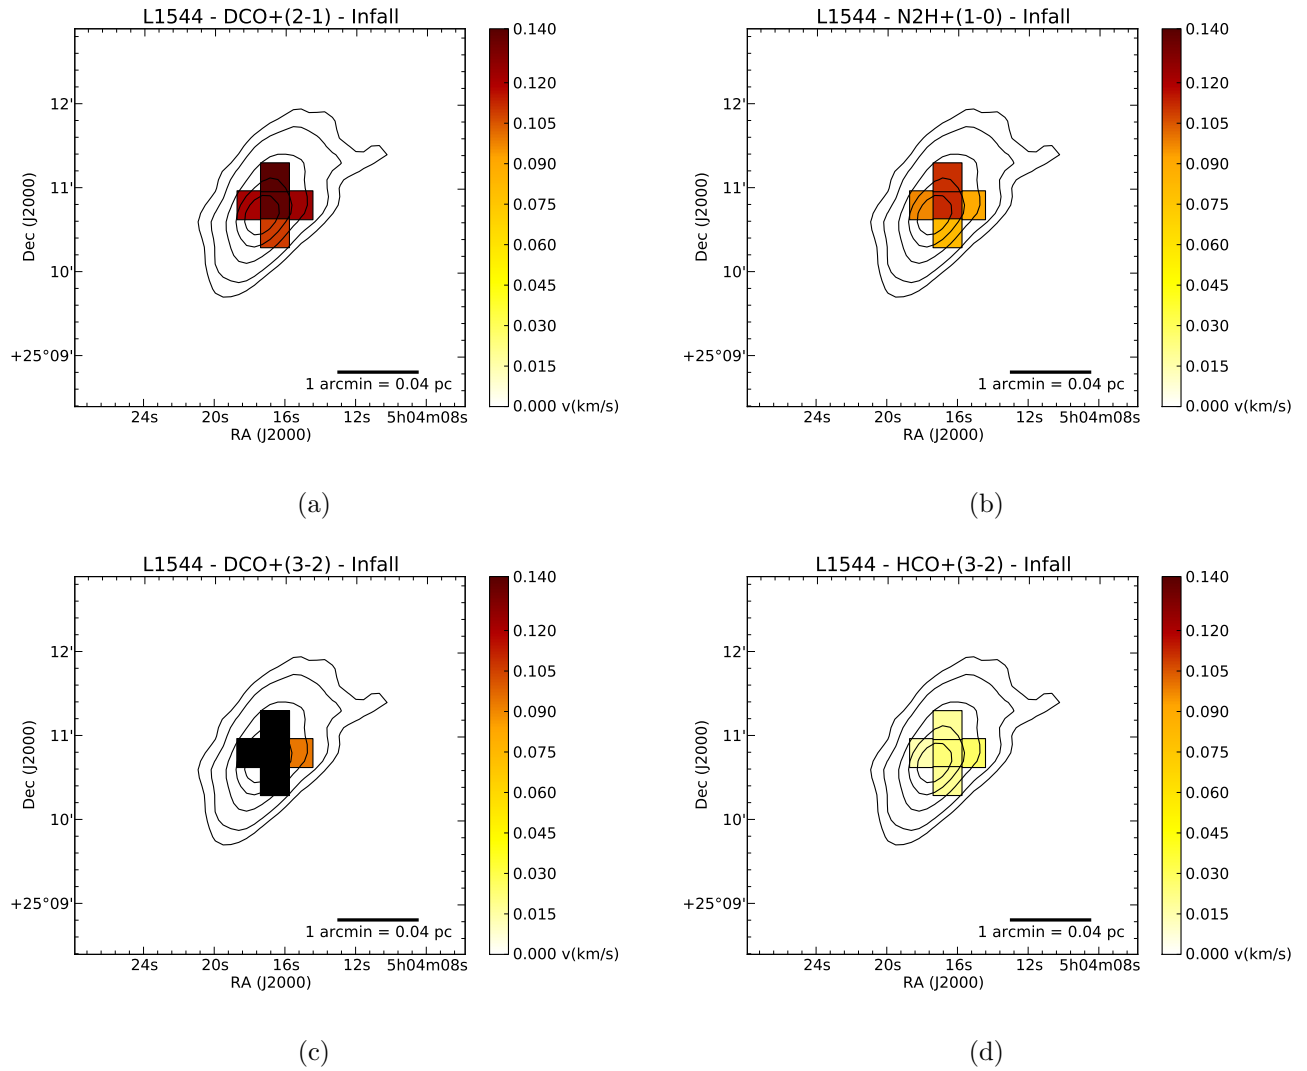 L1544 - DCO+(2-1) - Infall
Dec (J2000)
12'
11'
10'
+25°09'
1 arcmin = 0.04 pc
24s 20s 16s 12s 5h04m08s
RA (J2000)
0.140
0.120
0.105
0.090
0.075
0.060
0.045
0.030
0.015
0.000 v(km/s)
(a)
L1544 - N2H+(1-0) - Infall
Dec (J2000)
12'
11'
10'
+25°09'
1 arcmin = 0.04 pc
24s 20s 16s 12s 5h04m08s
RA (J2000)
0.140
0.120
0.105
0.090
0.075
0.060
0.045
0.030
0.015
0.000 v(km/s)
(b)
L1544 - DCO+(3-2) - Infall
Dec (J2000)
12'
11'
10'
+25°09'
1 arcmin = 0.04 pc
24s 20s 16s 12s 5h04m08s
RA (J2000)
0.140
0.120
0.105
0.090
0.075
0.060
0.045
0.030
0.015
0.000 v(km/s)
(c)
L1544 - HCO+(3-2) - Infall
Dec (J2000)
12'
11'
10'
+25°09'
1 arcmin = 0.04 pc
24s 20s 16s 12s 5h04m08s
RA (J2000)
0.140
0.120
0.105
0.090
0.075
0.060
0.045
0.030
0.015
0.000 v(km/s)
(d)